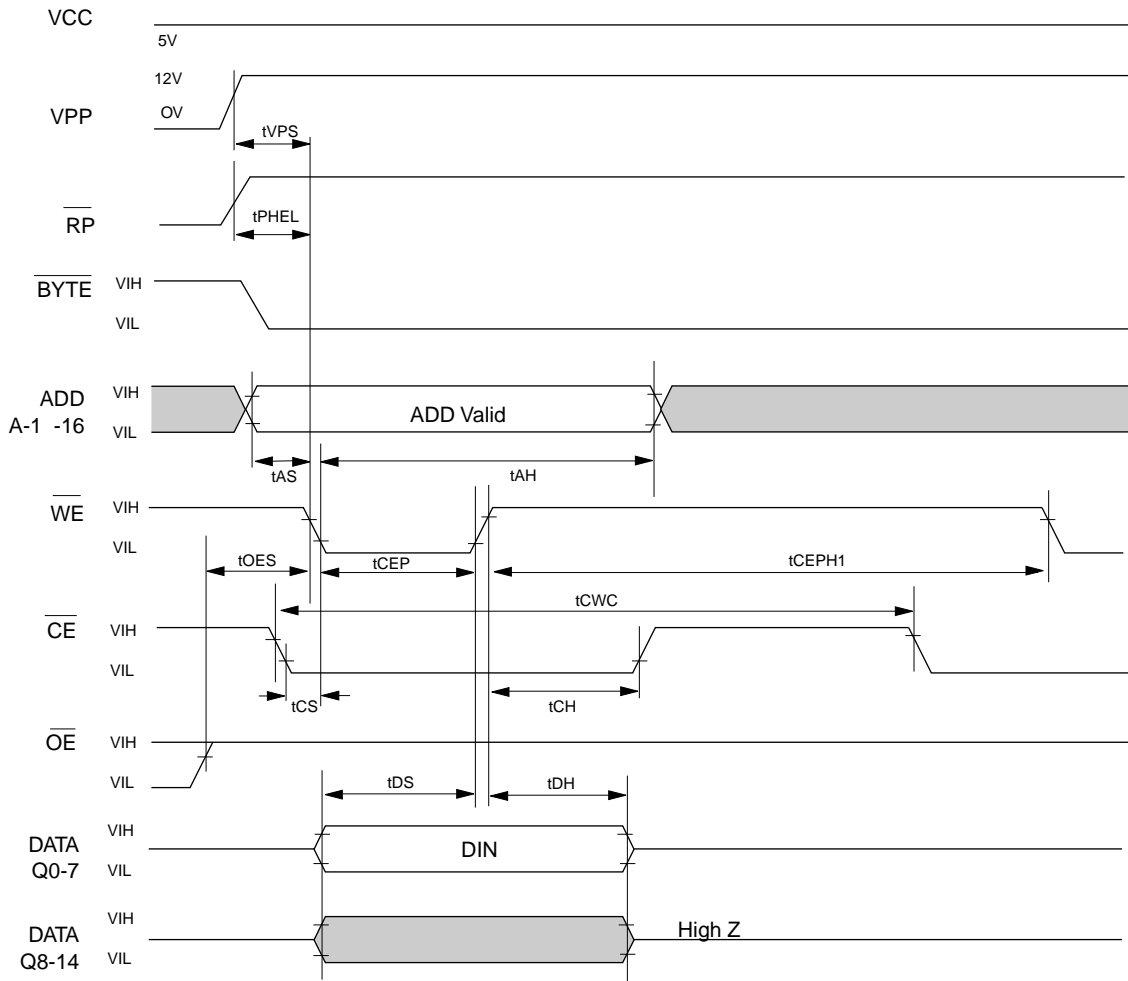 VCC
5V
12V
VPP
OV
tVPS
RP
tPHEL
BYTE
VIH
VIL
ADD
A-1 -16
VIH
VIL
ADD Valid
tAS
tAH
WE
VIH
VIL
tOES
tCEP
tCEPH1
tCWC
CE
VIH
VIL
tCS
tCH
OE
VIH
VIL
tDS
tDH
DATA
Q0-7
VIH
VIL
DIN
DATA
Q8-14
VIH
VIL
High Z